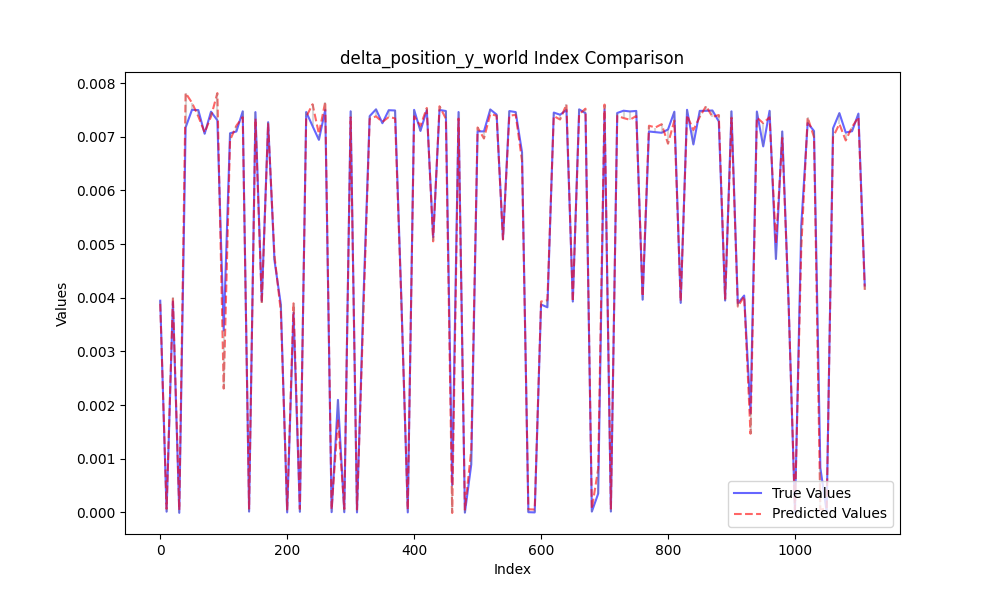 delta_position_y_world Index Comparison
0.008
0.007
0.006
0.005
0.004
0.003
0.002
0.001
0.000
Values
0 200 400 600 800 1000
Index
True Values
Predicted Values